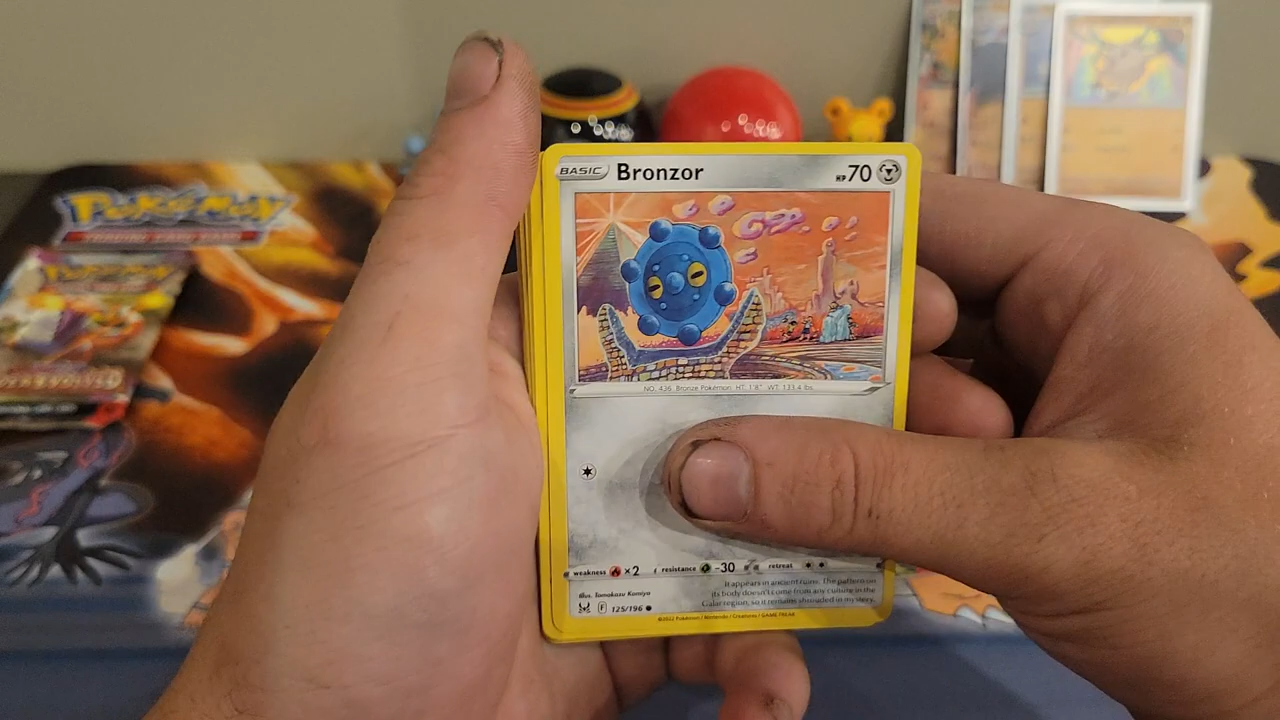 BASIC Bronzor HP 70
NO. 436 Bronze Pokémon HT: 1'8" WT: 133.4 lbs.
weakness ×2 resistance -30 retreat
It appears in ancient ruins. The pattern on
its body doesn't come from any culture in the
Galar region, so it remains shrouded in mystery.
Illus. Tomokazu Komiya
F 125/196
©2022 Pokémon / Nintendo / Creatures / GAME FREAK
POKéMON
POKéMON